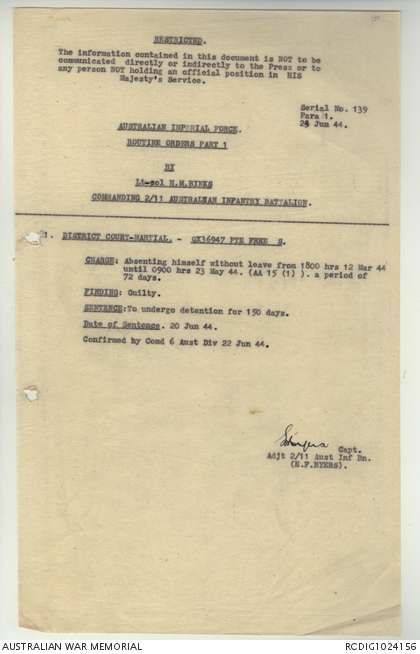 RESTRICTED.
The information contained in this document is NOT to be
communicated directly or indirectly to the Press or to
any person NOT holding an official position in HIS
Majesty's Service.
Serial No. 139
Para 1.
24 Jun 44.
AUSTRALIAN IMPERIAL FORCE.
ROUTINE ORDERS PART 1
BY
Lt-col H.M.BINKS
COMMANDING 2/11 AUSTRALIAN INFANTRY BATTALION.
1. DISTRICT COURT-MARTIAL. - QX36947 PTE FREE S.
CHARGE: Absenting himself without leave from 1800 hrs 12 Mar 44
until 0900 hrs 23 May 44. (AA 15 (1) ). a period of
72 days.
FINDING: Guilty.
SENTENCE: To undergo detention for 150 days.
Date of Sentence. 20 Jun 44.
Confirmed by Comd 6 Aust Div 22 Jun 44.
Capt.
Adjt 2/11 Aust Inf Bn.
(E.F.BYERS).
AUSTRALIAN WAR MEMORIAL
RCDIG1024156